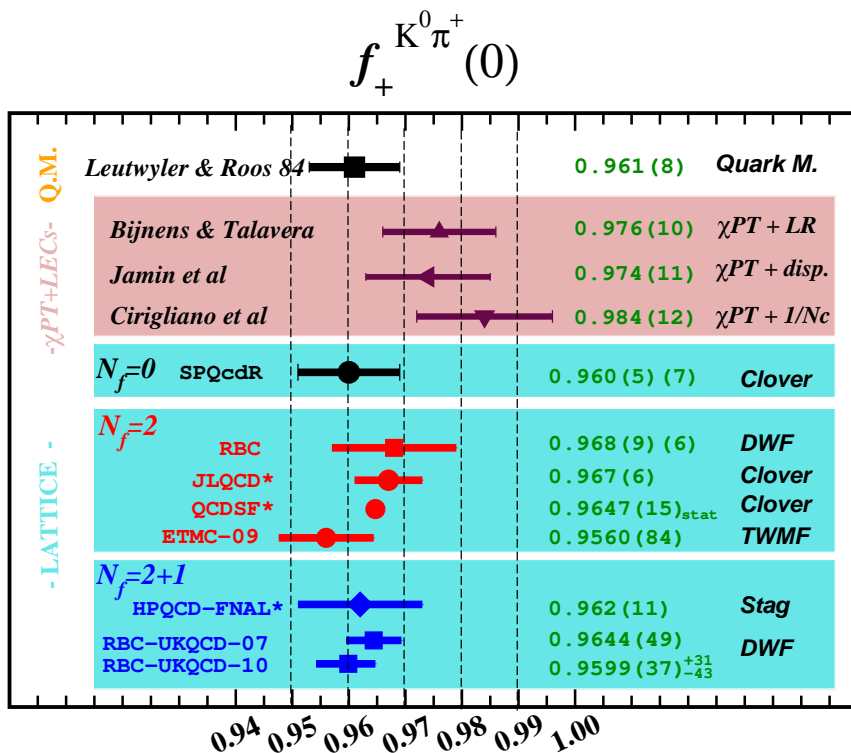 f₊^{K⁰π⁺}(0)
Q.M.
Leutwyler & Roos 84 0.961(8) Quark M.
-χPT+LECs-
Bijnens & Talavera 0.976(10) χPT + LR
Jamin et al 0.974(11) χPT + disp.
Cirigliano et al 0.984(12) χPT + 1/Nc
- LATTICE -
N_f=0 SPQcdR 0.960(5)(7) Clover
N_f=2
RBC 0.968(9)(6) DWF
JLQCD* 0.967(6) Clover
QCDSF* 0.9647(15)_stat Clover
ETMC−09 0.9560(84) TWMF
N_f=2+1
HPQCD−FNAL* 0.962(11) Stag
RBC−UKQCD−07 0.9644(49) DWF
RBC−UKQCD−10 0.9599(37)^{+31}_{−43}
0.94 0.95 0.96 0.97 0.98 0.99 1.00